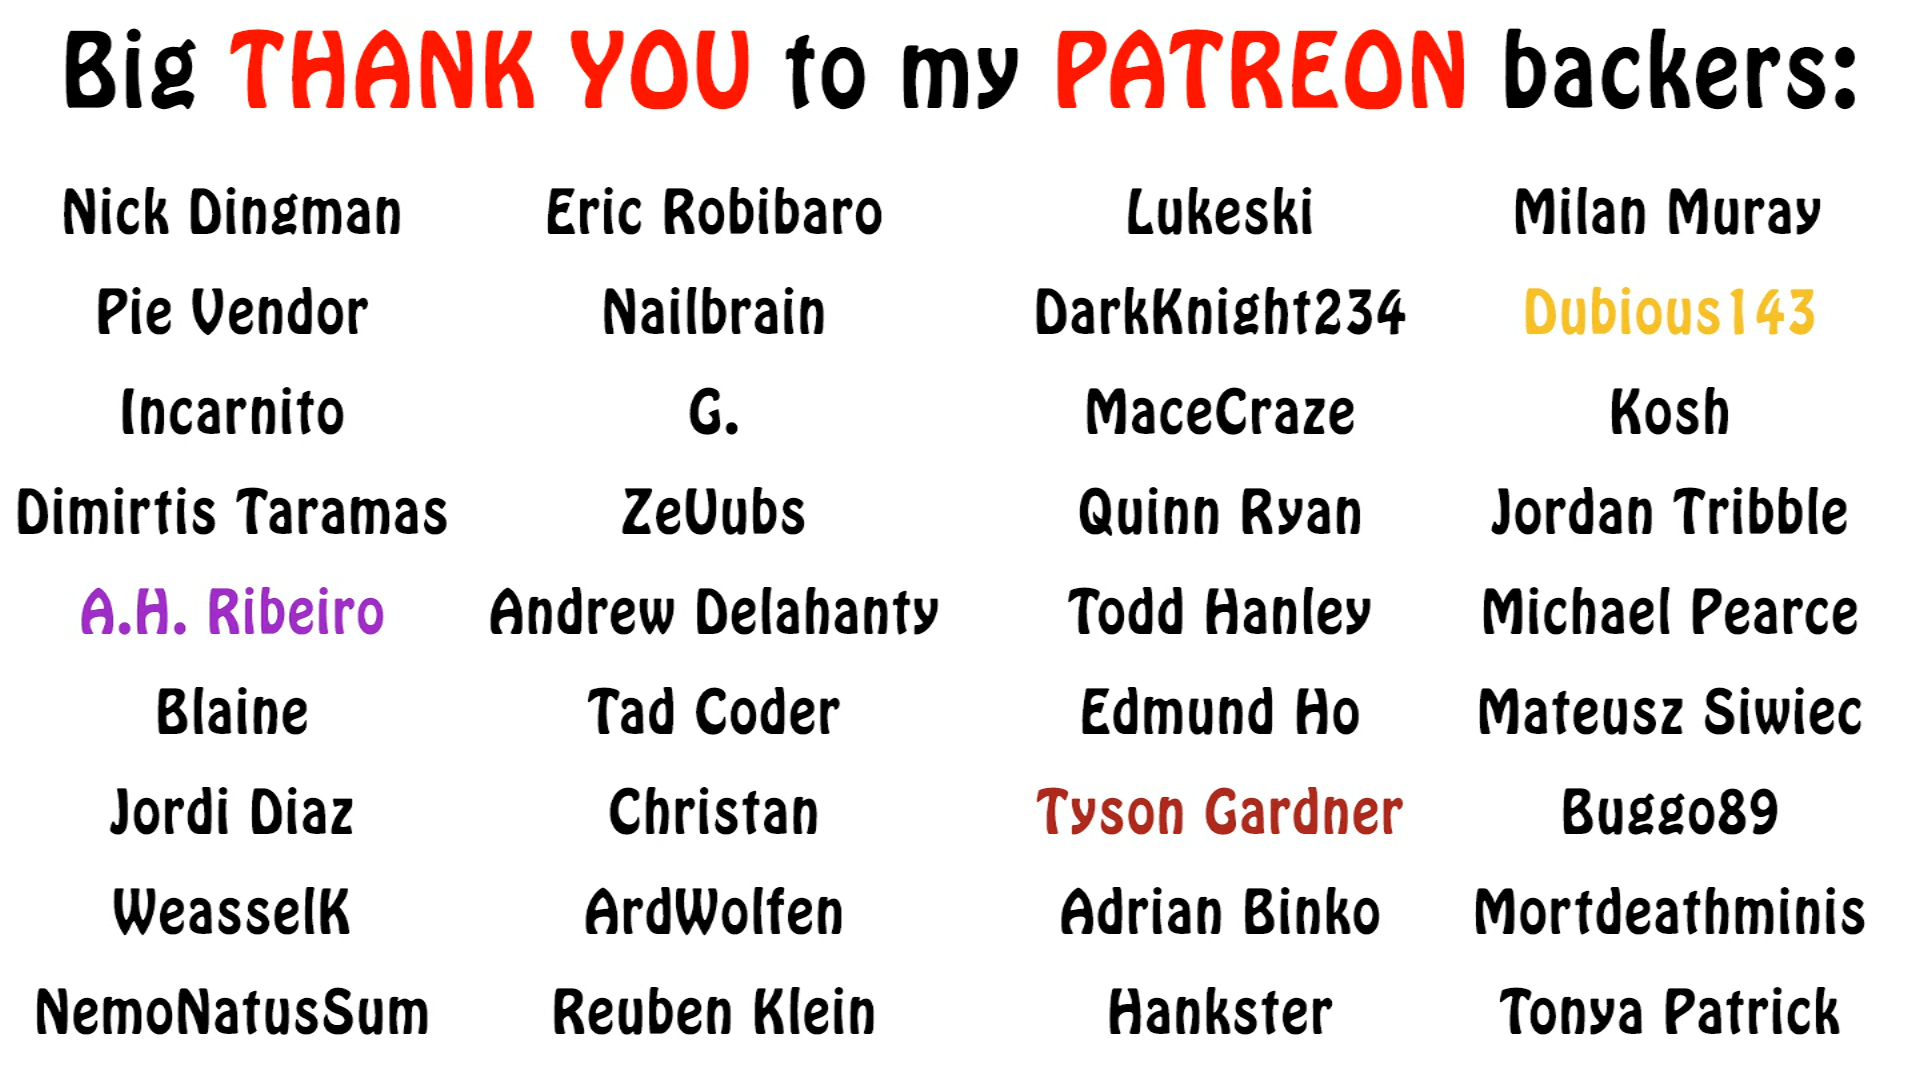 Big THANK YOU to my PATREON backers:
Nick Dingman Eric Robibaro Lukeski Milan Muray
Pie Vendor Nailbrain DarkKnight234 Dubious143
Incarnito G. MaceCraze Kosh
Dimirtis Taramas ZeUubs Quinn Ryan Jordan Tribble
A.H. Ribeiro Andrew Delahanty Todd Hanley Michael Pearce
Blaine Tad Coder Edmund Ho Mateusz Siwiec
Jordi Diaz Christan Tyson Gardner Buggo89
WeasselK ArdWolfen Adrian Binko Mortdeathminis
NemoNatusSum Reuben Klein Hankster Tonya Patrick